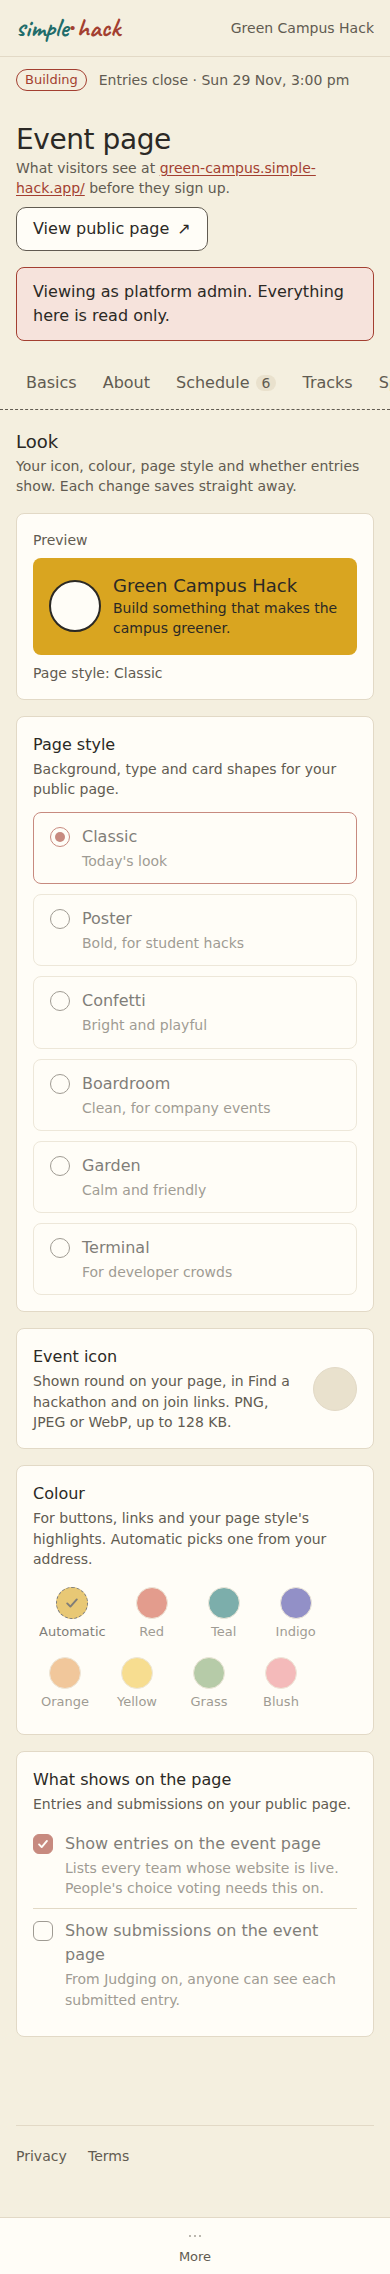 simple·hack
Green Campus Hack
Building
Entries close · Sun 29 Nov, 3:00 pm
Event page
What visitors see at green-campus.simple-
hack.app/ before they sign up.
View public page ↗
Viewing as platform admin. Everything
here is read only.
Basics
About
Schedule 6
Tracks
S
Look
Your icon, colour, page style and whether entries
show. Each change saves straight away.
Preview
Green Campus Hack
Build something that makes the
campus greener.
Page style: Classic
Page style
Background, type and card shapes for your
public page.
Classic
Today's look
Poster
Bold, for student hacks
Confetti
Bright and playful
Boardroom
Clean, for company events
Garden
Calm and friendly
Terminal
For developer crowds
Event icon
Shown round on your page, in Find a
hackathon and on join links. PNG,
JPEG or WebP, up to 128 KB.
Colour
For buttons, links and your page style's
highlights. Automatic picks one from your
address.
Automatic
Red
Teal
Indigo
Orange
Yellow
Grass
Blush
What shows on the page
Entries and submissions on your public page.
Show entries on the event page
Lists every team whose website is live.
People's choice voting needs this on.
Show submissions on the event
page
From Judging on, anyone can see each
submitted entry.
Privacy
Terms
...
More